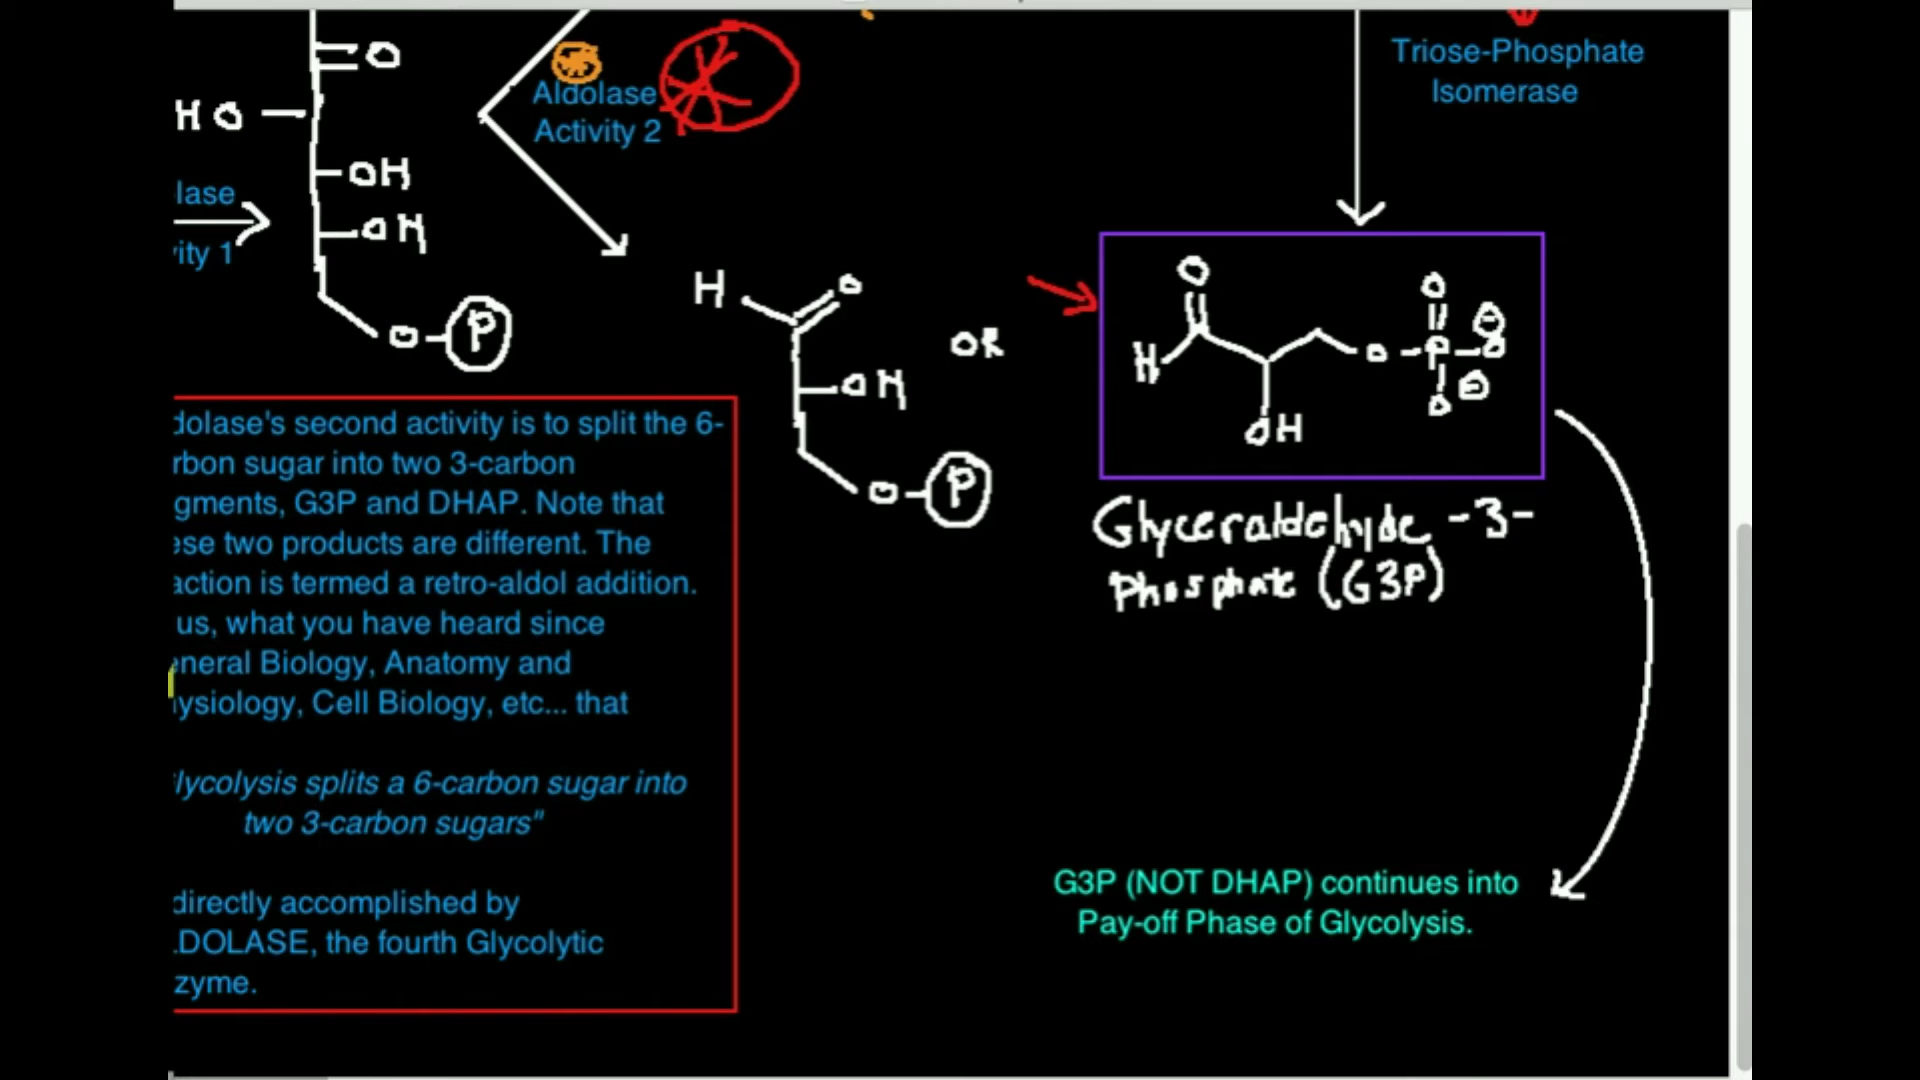 O
HO
OH
OH
O
P
lase
vity 1
Aldolase
Activity 2
Triose-Phosphate
Isomerase
H
O
OH
O
P
OR
O
H
OH
O
O
P
O
O
Glyceraldehyde -3-
Phosphate (G3P)
dolase's second activity is to split the 6-
rbon sugar into two 3-carbon
gments, G3P and DHAP. Note that
ese two products are different. The
action is termed a retro-aldol addition.
us, what you have heard since
eneral Biology, Anatomy and
ysiology, Cell Biology, etc... that
lycolysis splits a 6-carbon sugar into
two 3-carbon sugars"
directly accomplished by
LDOLASE, the fourth Glycolytic
zyme.
G3P (NOT DHAP) continues into
Pay-off Phase of Glycolysis.